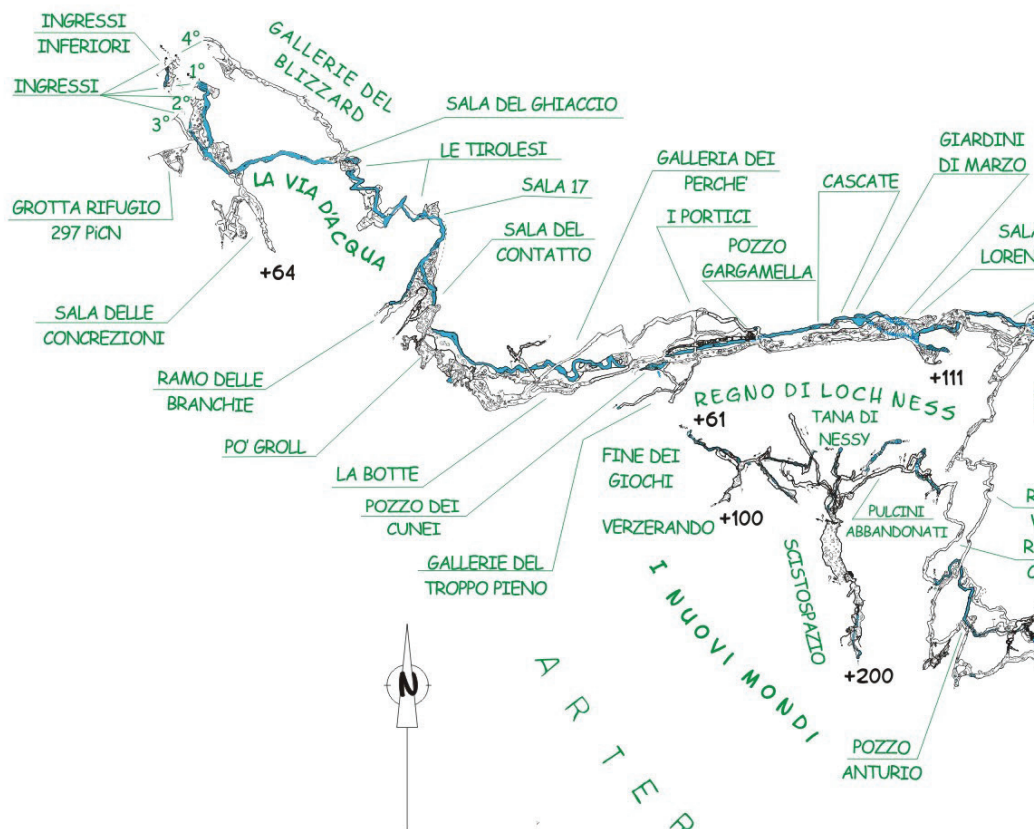 INGRESSI
INFERIORI
4°
INGRESSI
1°
2°
3°
GALLERIE DEL
BLIZZARD
SALA DEL GHIACCIO
LE TIROLESI
SALA 17
SALA DEL
CONTATTO
LA VIA D'ACQUA
GROTTA RIFUGIO
297 PiCN
+64
SALA DELLE
CONCREZIONI
RAMO DELLE
BRANCHIE
PO' GROLL
LA BOTTE
POZZO DEI
CUNEI
GALLERIE DEL
TROPPO PIENO
GALLERIA DEI
PERCHE'
I PORTICI
POZZO
GARGAMELLA
CASCATE
GIARDINI
DI MARZO
SALA
LOREN
+111
REGNO DI LOCH NESS
+61
TANA DI
NESSY
FINE DEI
GIOCHI
+100
VERZERANDO
PULCINI
ABBANDONATI
SCISTOSPAZIO
+200
I NUOVI MONDI
R
V
R
C
POZZO
ANTURIO
N
ARTER